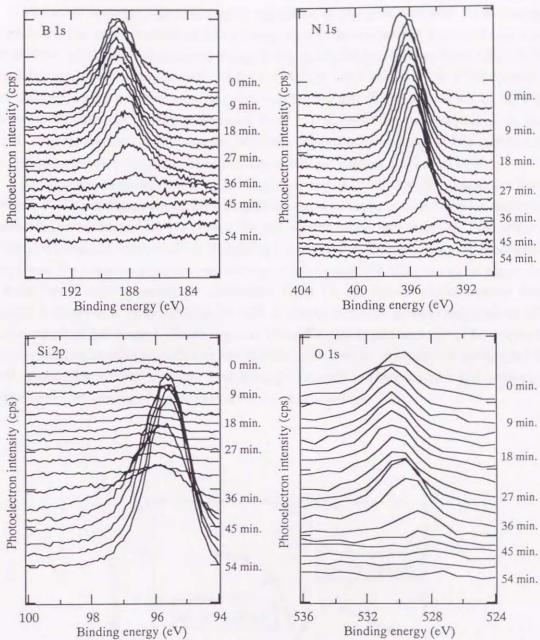 B 1s
Photoelectron intensity (cps)
0 min.
9 min.
18 min.
27 min.
36 min.
45 min.
54 min.
192 188 184
Binding energy (eV)
N 1s
Photoelectron intensity (cps)
0 min.
9 min.
18 min.
27 min.
36 min.
45 min.
54 min.
404 400 396 392
Binding energy (eV)
Si 2p
Photoelectron intensity (cps)
0 min.
9 min.
18 min.
27 min.
36 min.
45 min.
54 min.
100 98 96 94
Binding energy (eV)
O 1s
Photoelectron intensity (cps)
0 min.
9 min.
18 min.
27 min.
36 min.
45 min.
54 min.
536 532 528 524
Binding energy (eV)